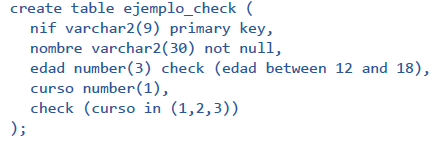 create table ejemplo_check (
nif varchar2(9) primary key,
nombre varchar2(30) not null,
edad number(3) check (edad between 12 and 18),
curso number(1),
check (curso in (1,2,3))
);